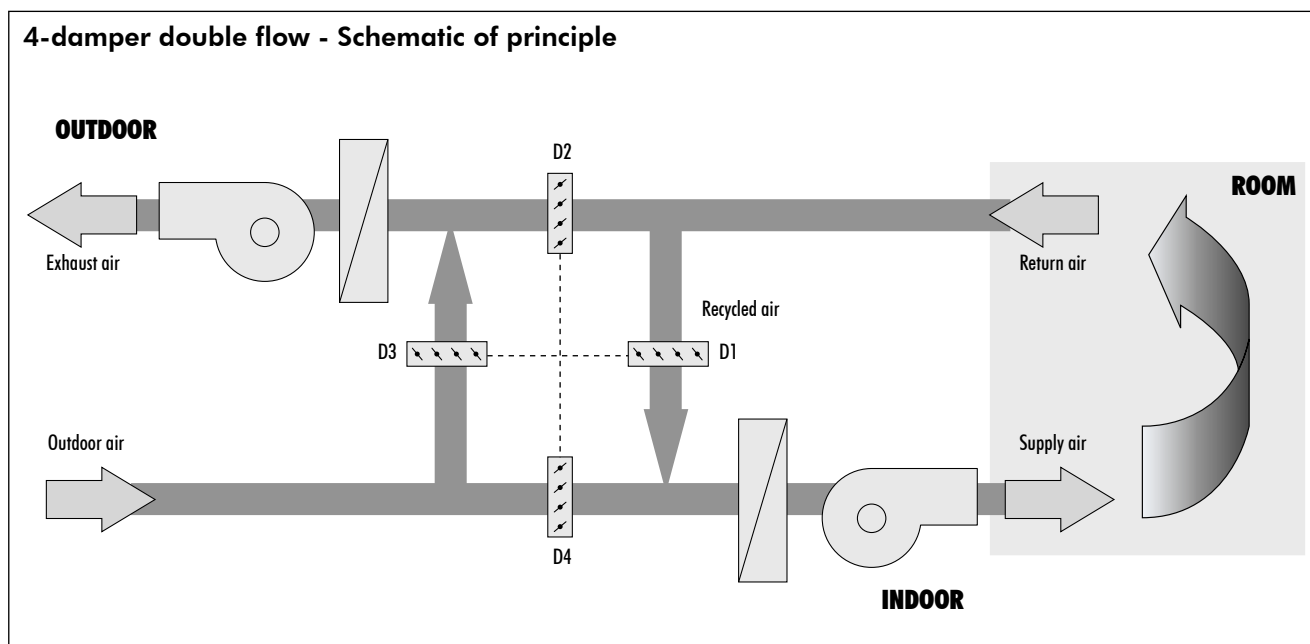 4-damper double flow - Schematic of principle
OUTDOOR
D2
ROOM
Exhaust air
Return air
Recycled air
D3
D1
Outdoor air
Supply air
D4
INDOOR